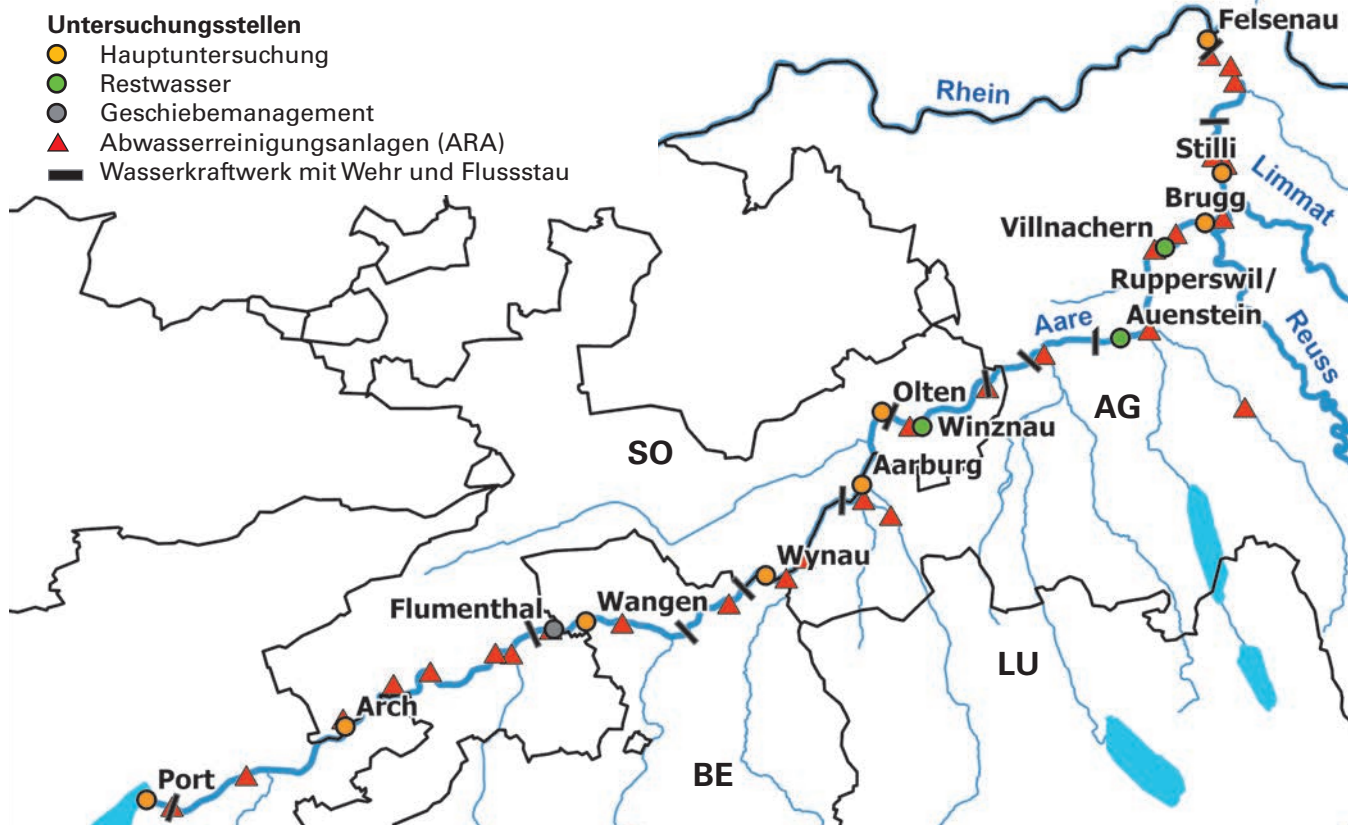 Untersuchungsstellen
Hauptuntersuchung
Restwasser
Geschiebemanagement
Abwasserreinigungsanlagen (ARA)
Wasserkraftwerk mit Wehr und Flussstau
Felsenau
Rhein
Stilli
Limmat
Brugg
Villnachern
Rupperswil/
Auenstein
Aare
Reuss
Olten
AG
Winznau
SO
Aarburg
Wynau
Flumenthal
Wangen
LU
Arch
BE
Port